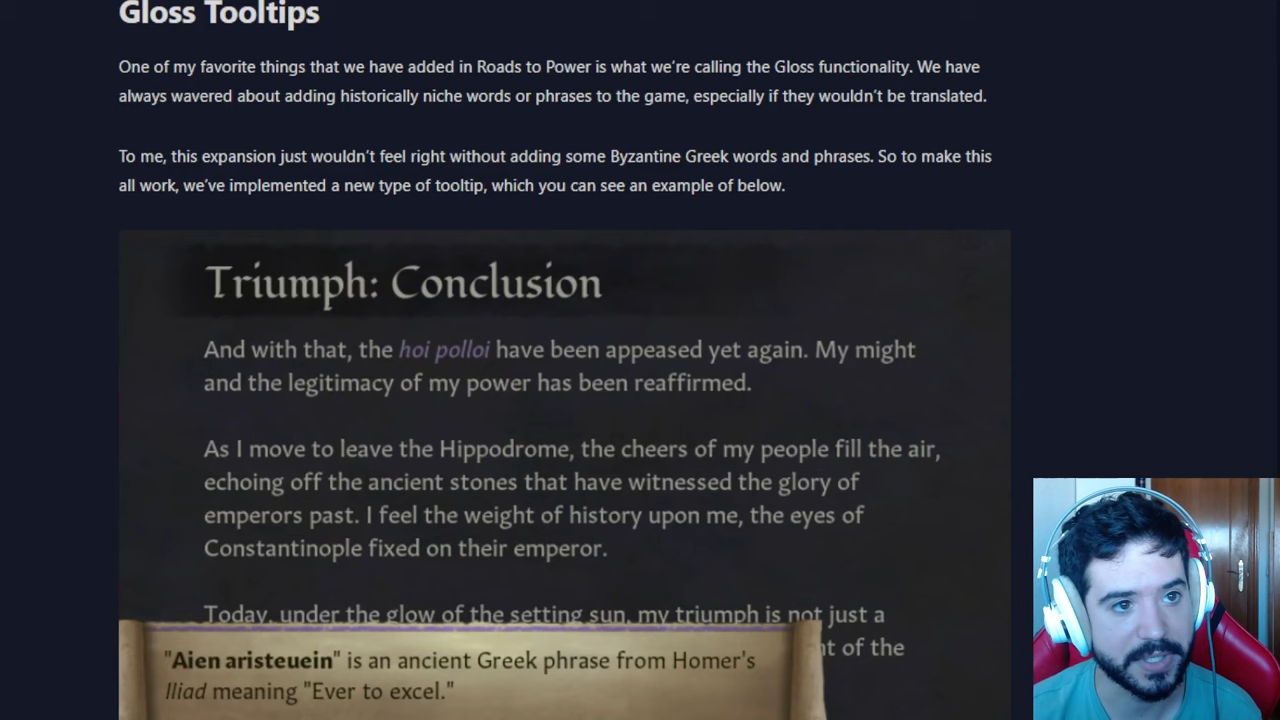 Gloss Tooltips
One of my favorite things that we have added in Roads to Power is what we’re calling the Gloss functionality. We have
always wavered about adding historically niche words or phrases to the game, especially if they wouldn’t be translated.
To me, this expansion just wouldn’t feel right without adding some Byzantine Greek words and phrases. So to make this
all work, we’ve implemented a new type of tooltip, which you can see an example of below.
Triumph: Conclusion
And with that, the hoi polloi have been appeased yet again. My might
and the legitimacy of my power has been reaffirmed.
As I move to leave the Hippodrome, the cheers of my people fill the air,
echoing off the ancient stones that have witnessed the glory of
emperors past. I feel the weight of history upon me, the eyes of
Constantinople fixed on their emperor.
Today, under the glow of the setting sun, my triumph is not just a
of the
"Aien aristeuein" is an ancient Greek phrase from Homer's
Iliad meaning "Ever to excel."